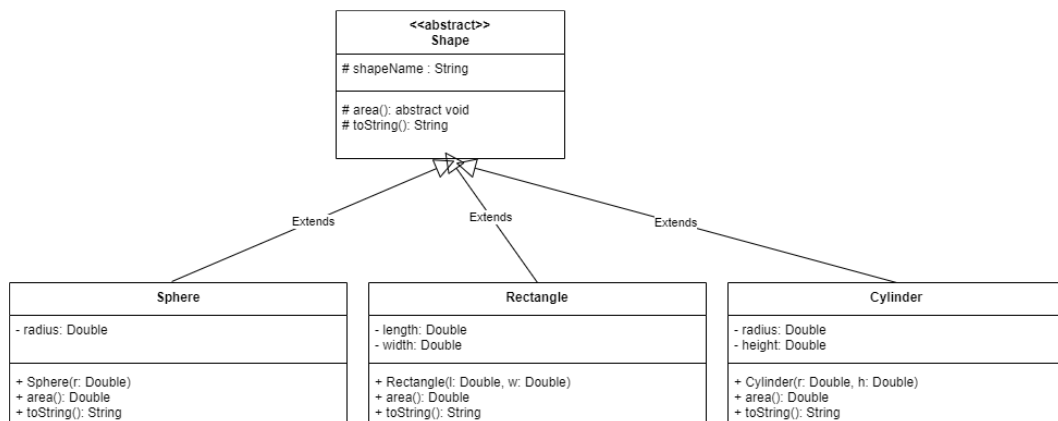 <<abstract>>
Shape
# shapeName : String
# area(): abstract void
# toString(): String
Extends
Extends
Extends
Sphere
- radius: Double
+ Sphere(r: Double)
+ area(): Double
+ toString(): String
Rectangle
- length: Double
- width: Double
+ Rectangle(l: Double, w: Double)
+ area(): Double
+ toString(): String
Cylinder
- radius: Double
- height: Double
+ Cylinder(r: Double, h: Double)
+ area(): Double
+ toString(): String